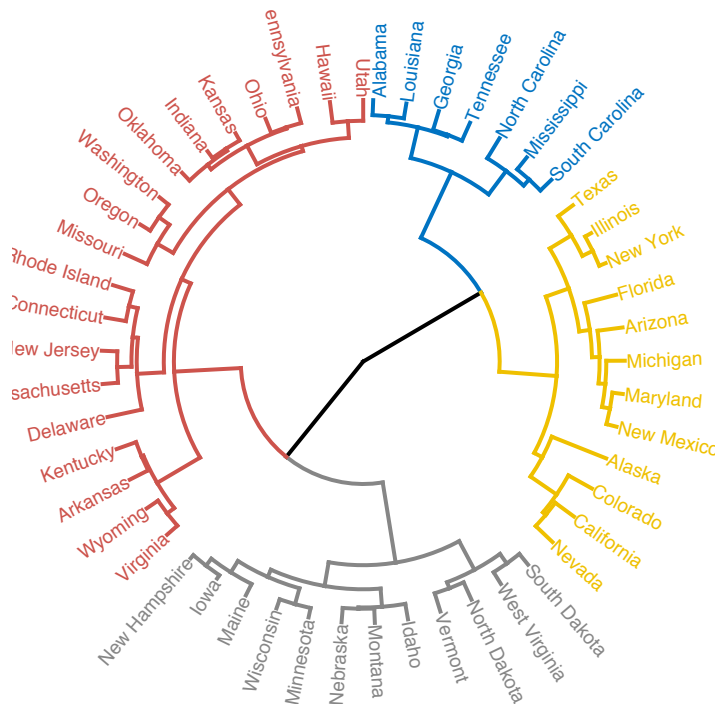 Alabama
Louisiana
Georgia
Tennessee
North Carolina
Mississippi
South Carolina
Texas
Illinois
New York
Florida
Arizona
Michigan
Maryland
New Mexico
Alaska
Colorado
California
Nevada
South Dakota
West Virginia
North Dakota
Vermont
Idaho
Montana
Nebraska
Minnesota
Wisconsin
Maine
Iowa
New Hampshire
Virginia
Wyoming
Arkansas
Kentucky
Delaware
sachusetts
ew Jersey
Connecticut
Rhode Island
Missouri
Oregon
Washington
Oklahoma
Indiana
Kansas
Ohio
ennsylvania
Hawaii
Utah